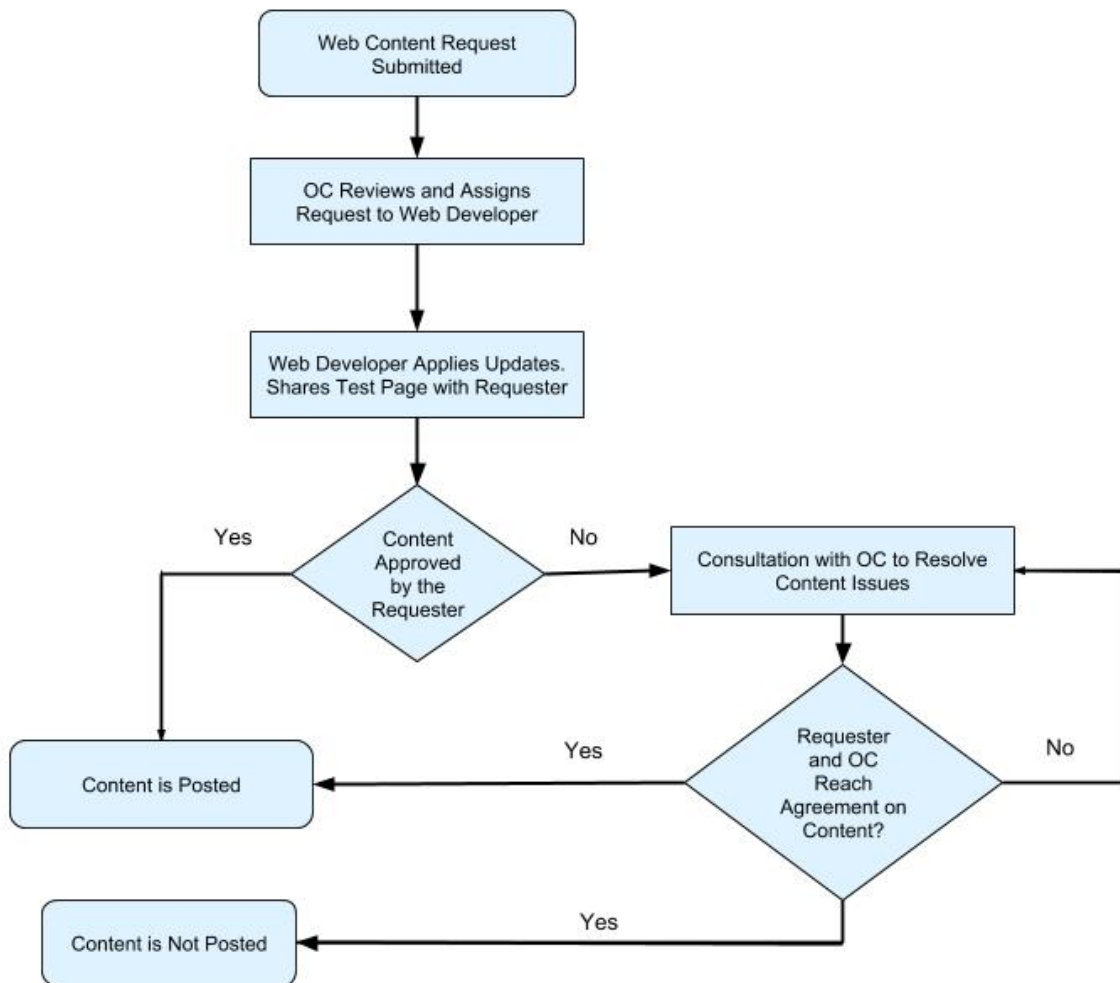 Web Content Request
Submitted
OC Reviews and Assigns
Request to Web Developer
Web Developer Applies Updates.
Shares Test Page with Requester
Content
Approved
by the
Requester
Yes
No
Consultation with OC to Resolve
Content Issues
Requester
and OC
Reach
Agreement on
Content?
Yes
No
Content is Posted
Yes
Content is Not Posted